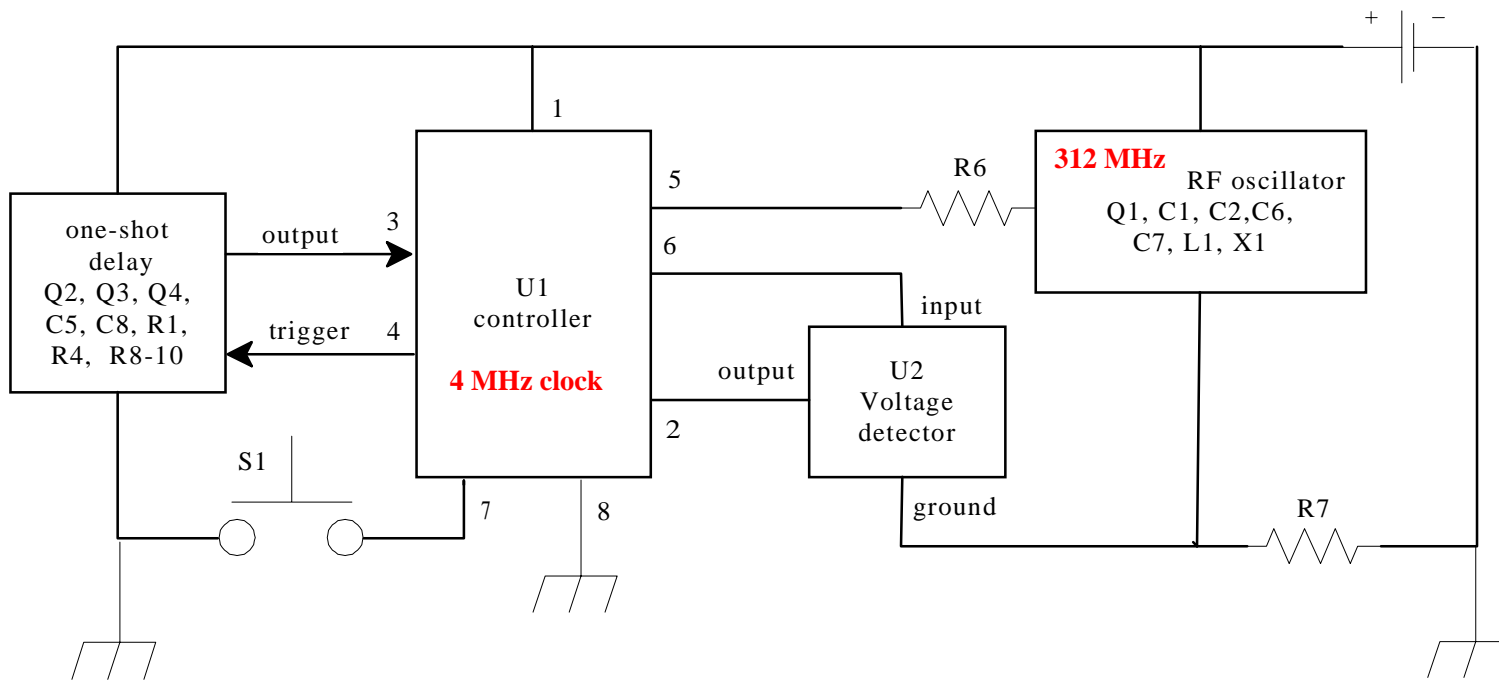 + −
1
312 MHz
RF oscillator
Q1, C1, C2,C6,
C7, L1, X1
R6
5
one-shot
delay
Q2, Q3, Q4,
C5, C8, R1,
R4, R8-10
output
3
6
U1
controller
4 MHz clock
input
trigger
4
output
U2
Voltage
detector
2
S1
7
8
ground
R7